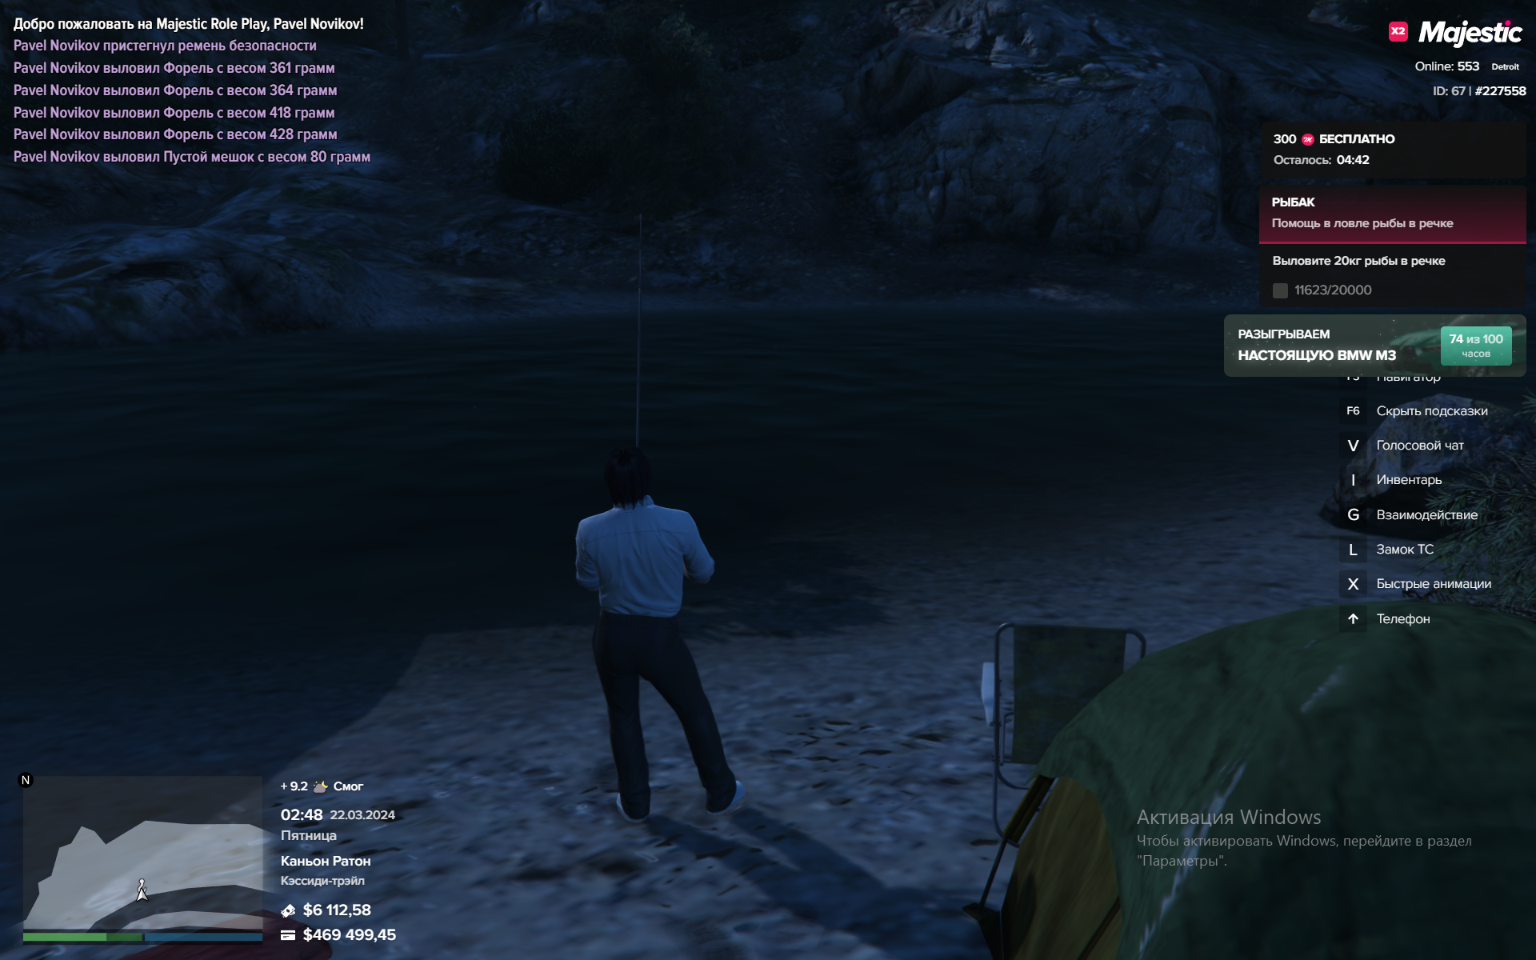 Добро пожаловать на Majestic Role Play, Pavel Novikov!
Pavel Novikov пристегнул ремень безопасности
Pavel Novikov выловил Форель с весом 361 грамм
Pavel Novikov выловил Форель с весом 364 грамм
Pavel Novikov выловил Форель с весом 418 грамм
Pavel Novikov выловил Форель с весом 428 грамм
Pavel Novikov выловил Пустой мешок с весом 80 грамм
X2 Majestic
Online: 553 Detroit
ID: 67 | #227558
300 БЕСПЛАТНО
Осталось: 04:42
РЫБАК
Помощь в ловле рыбы в речке
Выловите 20кг рыбы в речке
11623/20000
РАЗЫГРЫВАЕМ
НАСТОЯЩУЮ BMW M3
74 из 100
часов
Навигатор
F6 Скрыть подсказки
V Голосовой чат
I Инвентарь
G Взаимодействие
L Замок ТС
X Быстрые анимации
↑ Телефон
N
+ 9.2 Смог
02:48 22.03.2024
Пятница
Каньон Ратон
Кэссиди-трэйл
$6 112,58
$469 499,45
Активация Windows
Чтобы активировать Windows, перейдите в раздел
"Параметры".